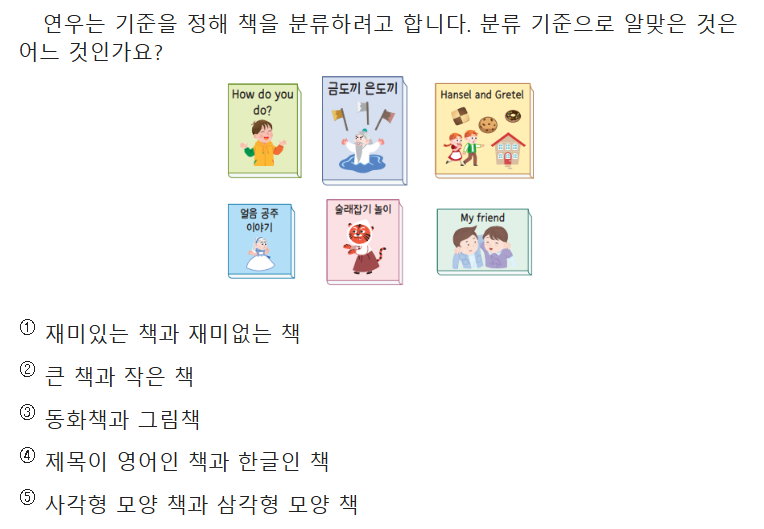 연우는 기준을 정해 책을 분류하려고 합니다. 분류 기준으로 알맞은 것은
어느 것인가요?
How do you
do?
금도끼 은도끼
Hansel and Gretel
얼음 공주
이야기
술래잡기 놀이
My friend
① 재미있는 책과 재미없는 책
② 큰 책과 작은 책
③ 동화책과 그림책
④ 제목이 영어인 책과 한글인 책
⑤ 사각형 모양 책과 삼각형 모양 책